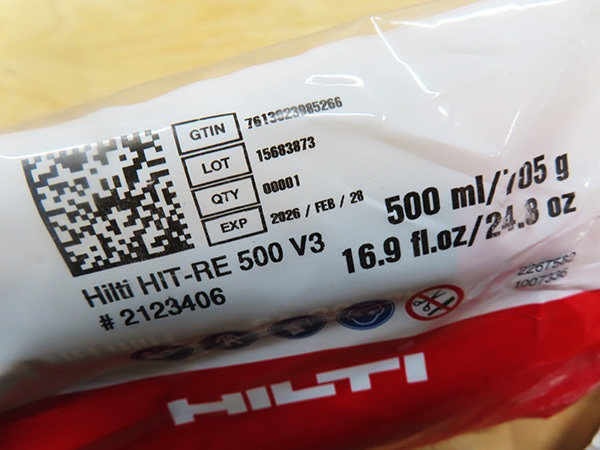 GTIN 7613023985266
LOT 15683873
QTY 00001
EXP 2026 / FEB / 28
Hilti HIT-RE 500 V3
# 2123406
500 ml/705 g
16.9 fl.oz/24.8 oz
1007336
HILTI